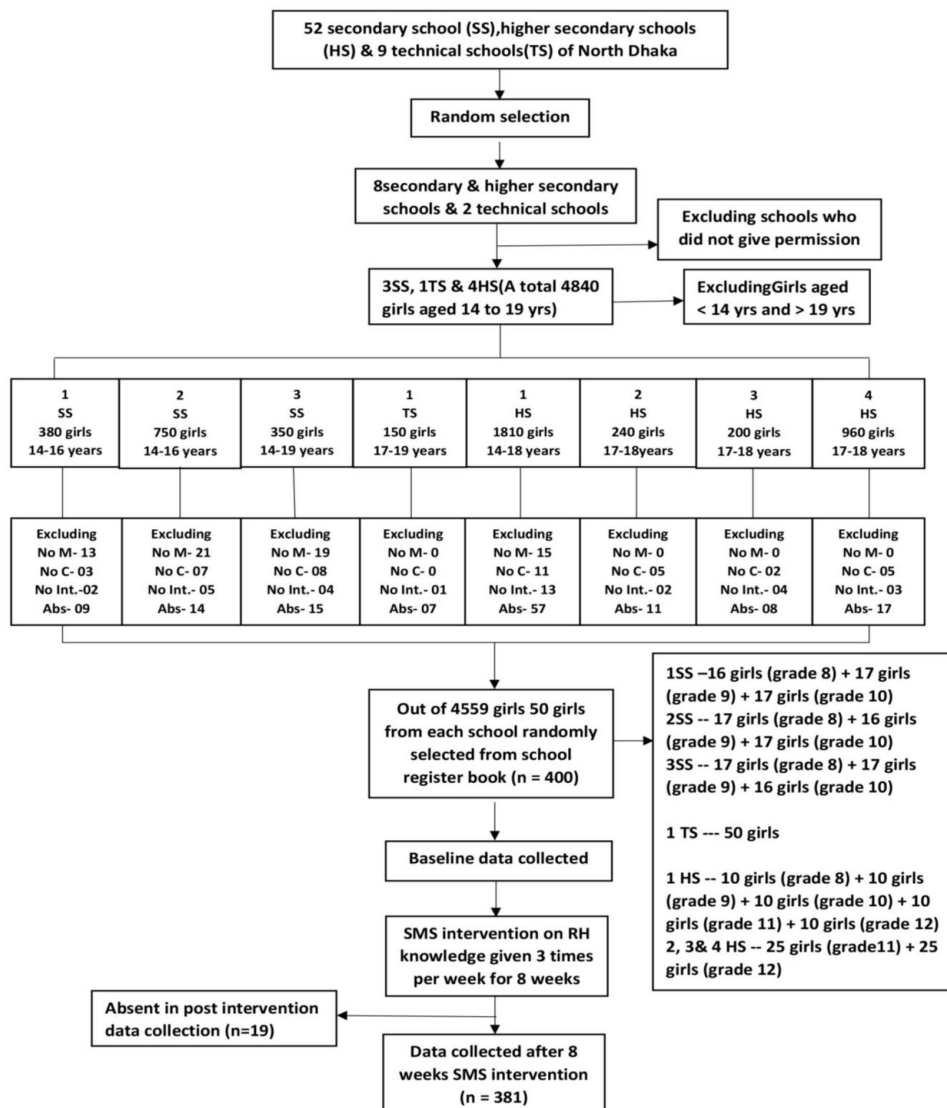 52 secondary school (SS),higher secondary schools
(HS) & 9 technical schools(TS) of North Dhaka
Random selection
8secondary & higher secondary
schools & 2 technical schools
Excluding schools who
did not give permission
3SS, 1TS & 4HS(A total 4840
girls aged 14 to 19 yrs)
ExcludingGirls aged
< 14 yrs and > 19 yrs
1
SS
380 girls
14-16 years
2
SS
750 girls
14-16 years
3
SS
350 girls
14-19 years
1
TS
150 girls
17-19 years
1
HS
1810 girls
14-18 years
2
HS
240 girls
17-18years
3
HS
200 girls
17-18 years
4
HS
960 girls
17-18 years
Excluding
No M- 13
No C- 03
No Int.-02
Abs- 09
Excluding
No M- 21
No C- 07
No Int.- 05
Abs- 14
Excluding
No M- 19
No C- 08
No Int.- 04
Abs- 15
Excluding
No M- 0
No C- 0
No Int.- 01
Abs- 07
Excluding
No M- 15
No C- 11
No Int.- 13
Abs- 57
Excluding
No M- 0
No C- 05
No Int.- 02
Abs- 11
Excluding
No M- 0
No C- 02
No Int.- 04
Abs- 08
Excluding
No M- 0
No C- 05
No Int.- 03
Abs- 17
Out of 4559 girls 50 girls
from each school randomly
selected from school
register book (n = 400)
1SS –16 girls (grade 8) + 17 girls
(grade 9) + 17 girls (grade 10)
2SS -- 17 girls (grade 8) + 16 girls
(grade 9) + 17 girls (grade 10)
3SS -- 17 girls (grade 8) + 17 girls
(grade 9) + 16 girls (grade 10)
1 TS --- 50 girls
1 HS -- 10 girls (grade 8) + 10 girls
(grade 9) + 10 girls (grade 10) + 10
girls (grade 11) + 10 girls (grade 12)
2, 3& 4 HS -- 25 girls (grade11) + 25
girls (grade 12)
Baseline data collected
SMS intervention on RH
knowledge given 3 times
per week for 8 weeks
Absent in post intervention
data collection (n=19)
Data collected after 8
weeks SMS intervention
(n = 381)